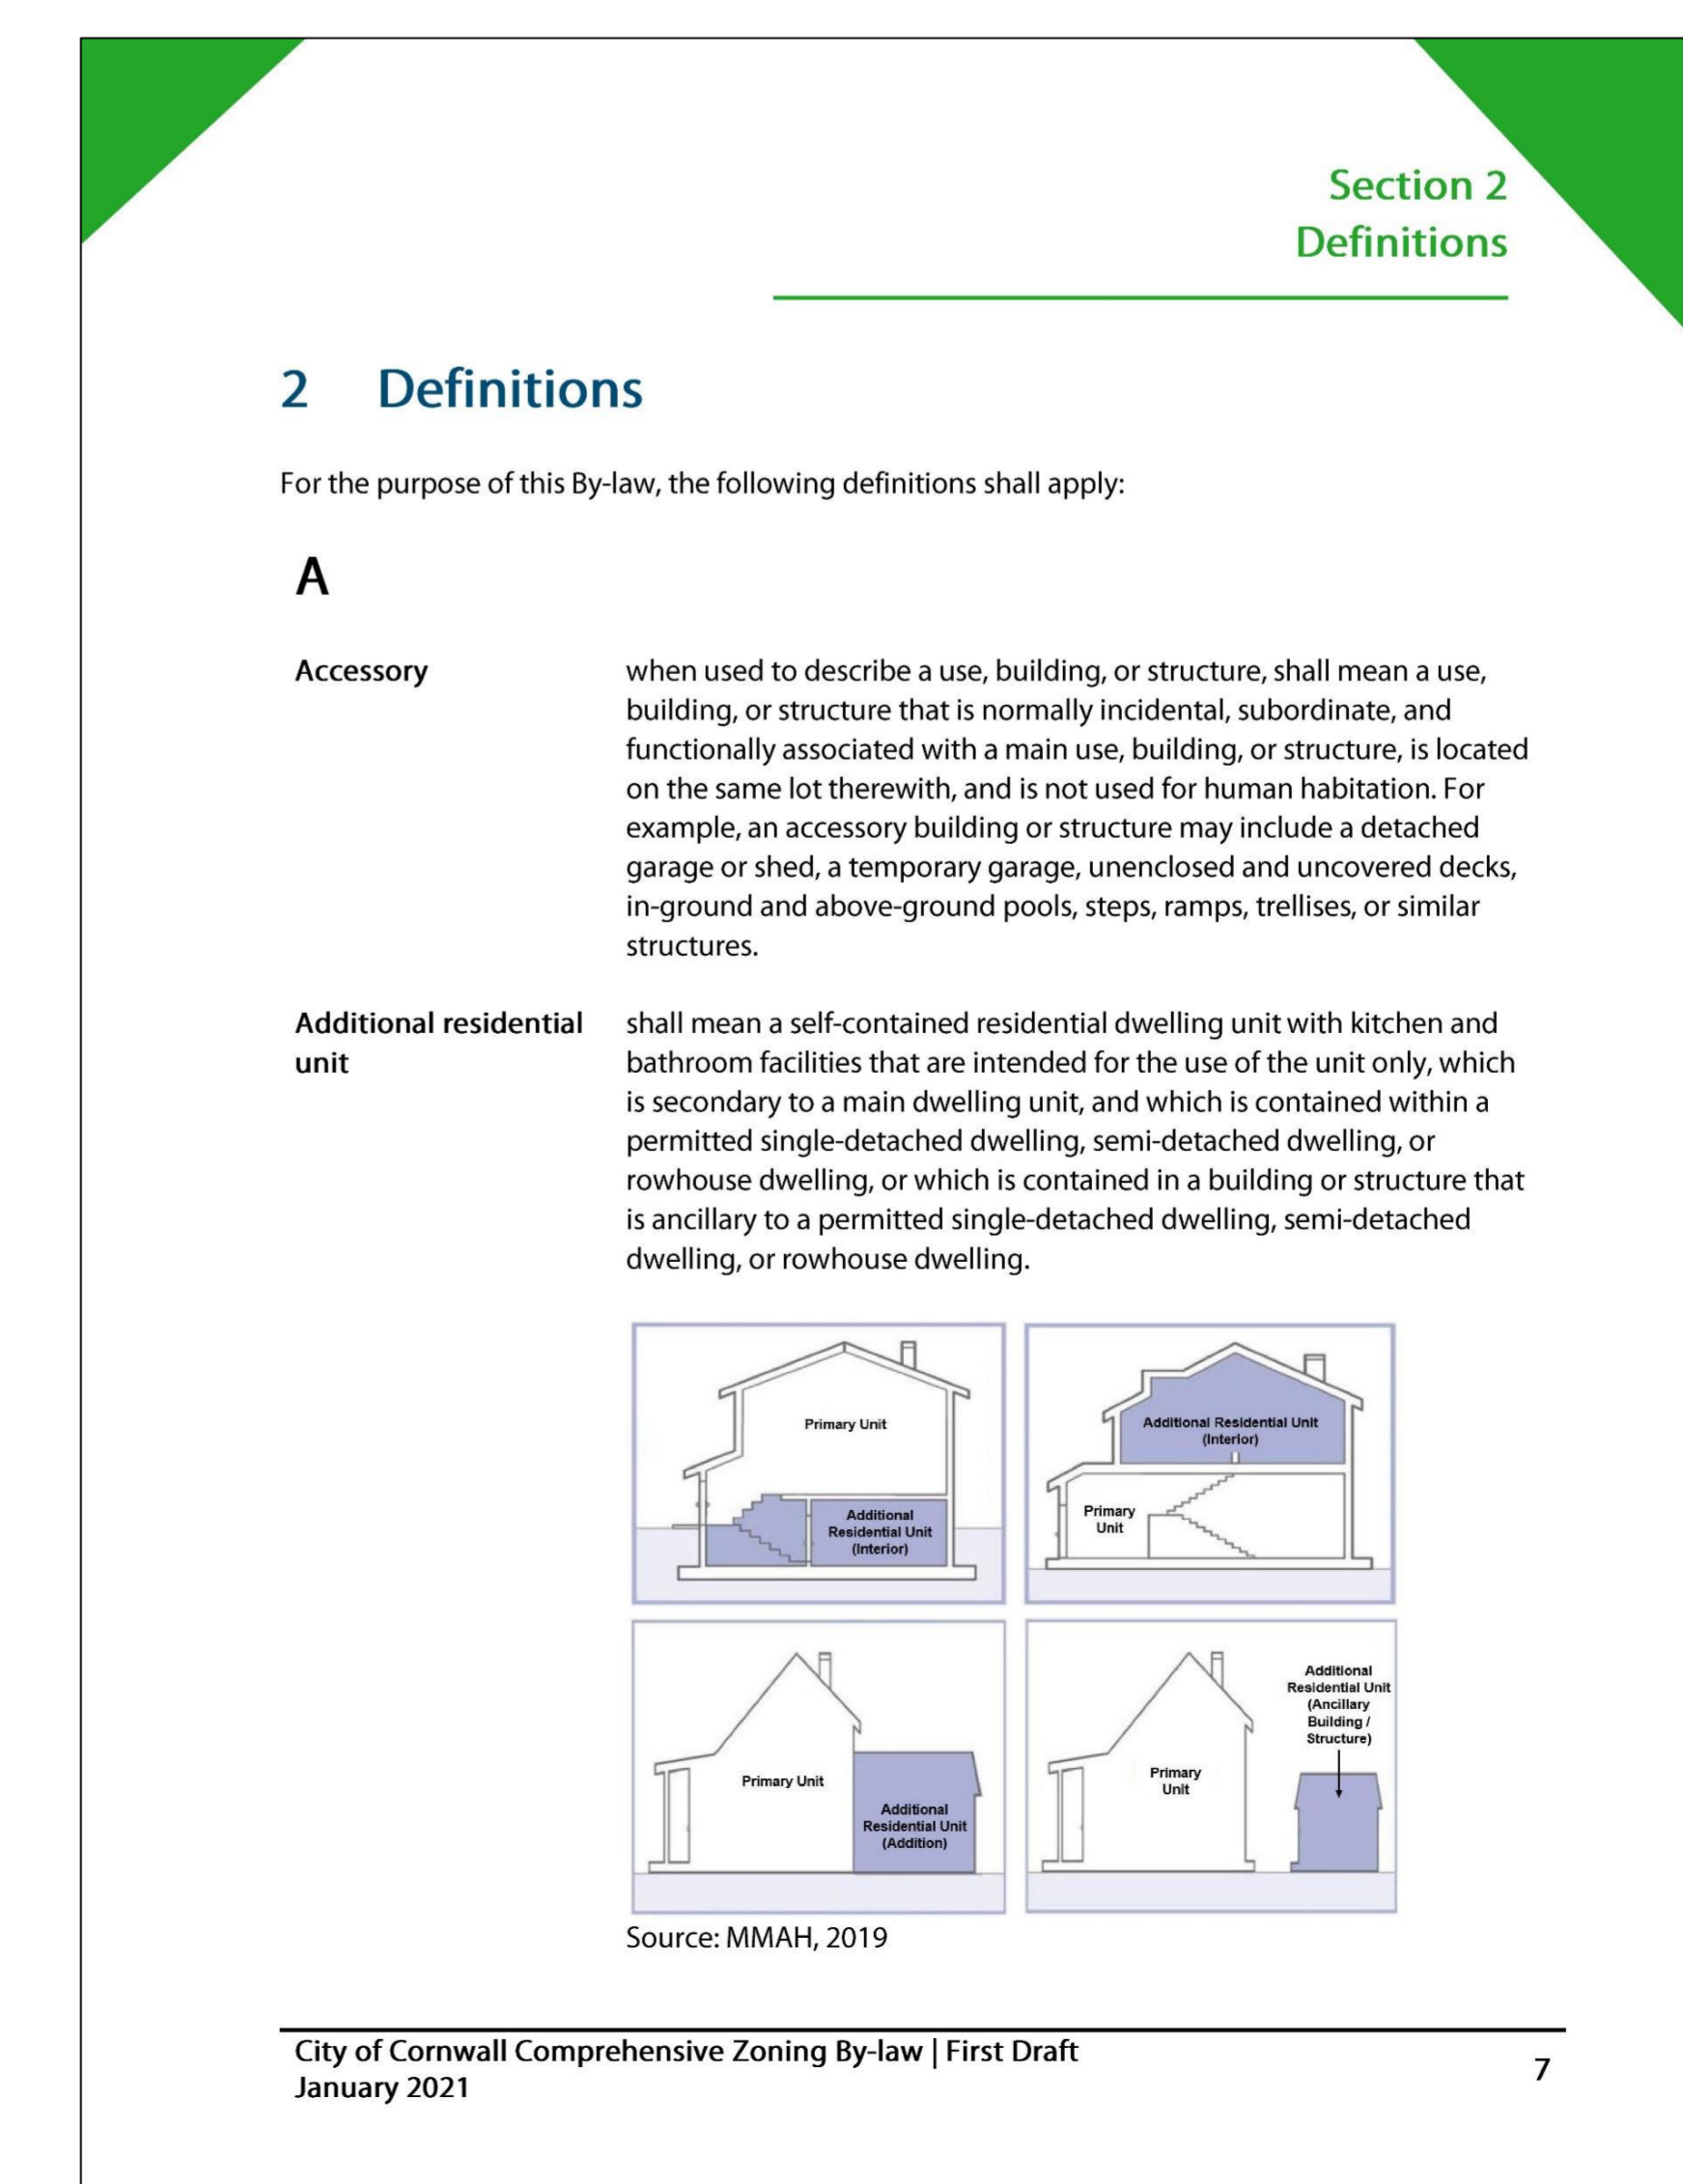 Section 2
Definitions
2 Definitions
For the purpose of this By-law, the following definitions shall apply:
A
Accessory
when used to describe a use, building, or structure, shall mean a use,
building, or structure that is normally incidental, subordinate, and
functionally associated with a main use, building, or structure, is located
on the same lot therewith, and is not used for human habitation. For
example, an accessory building or structure may include a detached
garage or shed, a temporary garage, unenclosed and uncovered decks,
in-ground and above-ground pools, steps, ramps, trellises, or similar
structures.
Additional residential
unit
shall mean a self-contained residential dwelling unit with kitchen and
bathroom facilities that are intended for the use of the unit only, which
is secondary to a main dwelling unit, and which is contained within a
permitted single-detached dwelling, semi-detached dwelling, or
rowhouse dwelling, or which is contained in a building or structure that
is ancillary to a permitted single-detached dwelling, semi-detached
dwelling, or rowhouse dwelling.
Primary Unit
Additional
Residential Unit
(Interior)
Additional Residential Unit
(Interior)
Primary
Unit
Primary Unit
Additional
Residential Unit
(Addition)
Additional
Residential Unit
(Ancillary
Building /
Structure)
Primary
Unit
Source: MMAH, 2019
City of Cornwall Comprehensive Zoning By-law | First Draft
January 2021
7